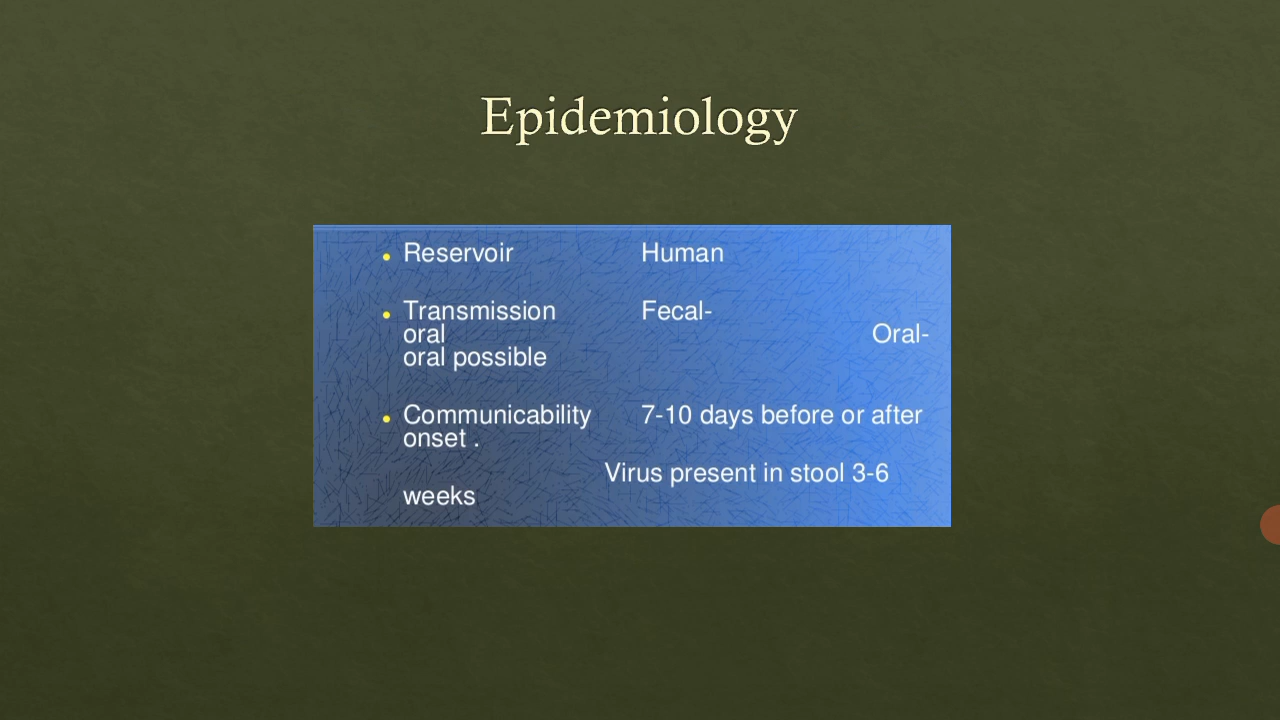 Epidemiology
• Reservoir Human
• Transmission Fecal-
oral Oral-
oral possible
• Communicability 7-10 days before or after
onset .
Virus present in stool 3-6
weeks